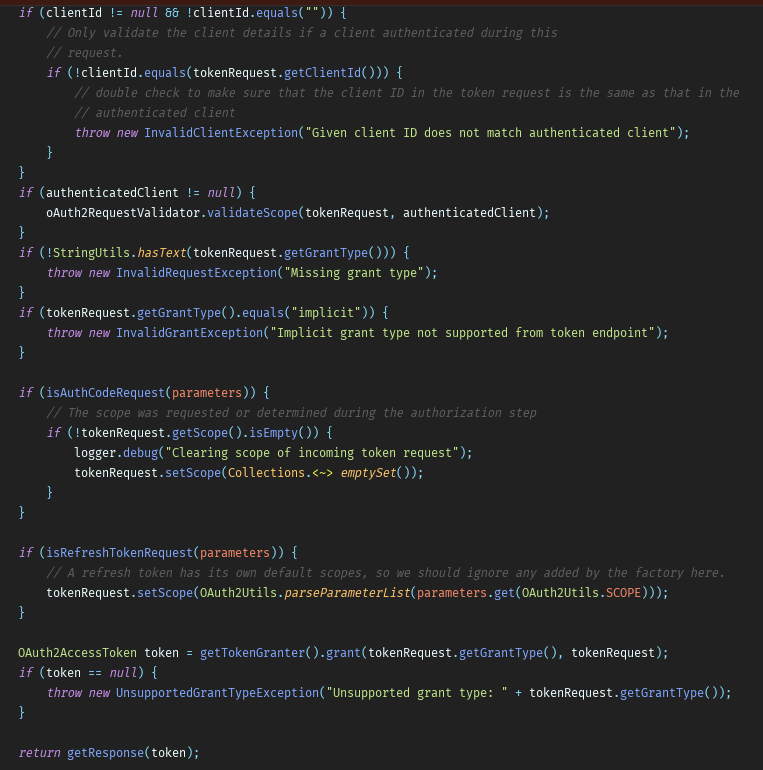 if (clientId != null && !clientId.equals("")) {
    // Only validate the client details if a client authenticated during this
    // request.
    if (!clientId.equals(tokenRequest.getClientId())) {
        // double check to make sure that the client ID in the token request is the same as that in the
        // authenticated client
        throw new InvalidClientException("Given client ID does not match authenticated client");
    }
}
if (authenticatedClient != null) {
    oAuth2RequestValidator.validateScope(tokenRequest, authenticatedClient);
}
if (!StringUtils.hasText(tokenRequest.getGrantType())) {
    throw new InvalidRequestException("Missing grant type");
}
if (tokenRequest.getGrantType().equals("implicit")) {
    throw new InvalidGrantException("Implicit grant type not supported from token endpoint");
}

if (isAuthCodeRequest(parameters)) {
    // The scope was requested or determined during the authorization step
    if (!tokenRequest.getScope().isEmpty()) {
        logger.debug("Clearing scope of incoming token request");
        tokenRequest.setScope(Collections.<~> emptySet());
    }
}

if (isRefreshTokenRequest(parameters)) {
    // A refresh token has its own default scopes, so we should ignore any added by the factory here.
    tokenRequest.setScope(OAuth2Utils.parseParameterList(parameters.get(OAuth2Utils.SCOPE)));
}

OAuth2AccessToken token = getTokenGranter().grant(tokenRequest.getGrantType(), tokenRequest);
if (token == null) {
    throw new UnsupportedGrantTypeException("Unsupported grant type: " + tokenRequest.getGrantType());
}

return getResponse(token);